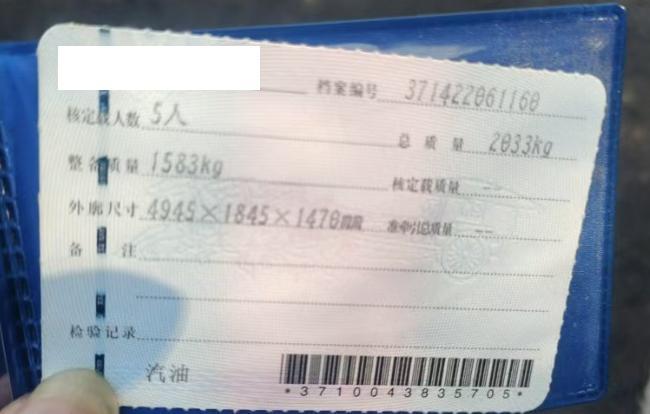 档案编号 371422061160
核定载人数 5人 总质量 2033kg
整备质量 1583kg 核定载质量 --
外廓尺寸 4945×1845×1470mm 准牵引总质量 --
备注
检验记录
汽油
*3710043835705*